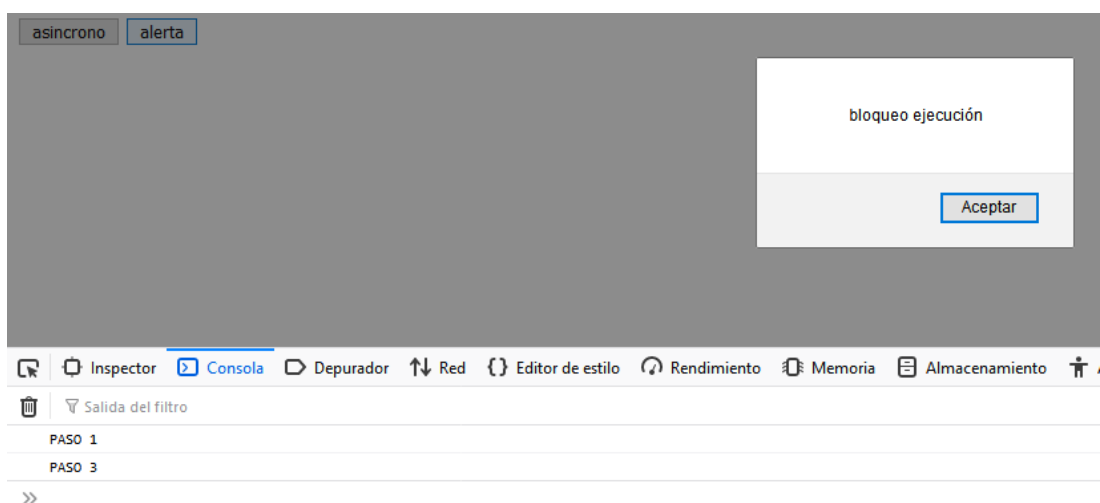 asincrono alerta
bloqueo ejecución
Aceptar
Inspector Consola Depurador Red Editor de estilo Rendimiento Memoria Almacenamiento
Salida del filtro
PASO 1
PASO 3